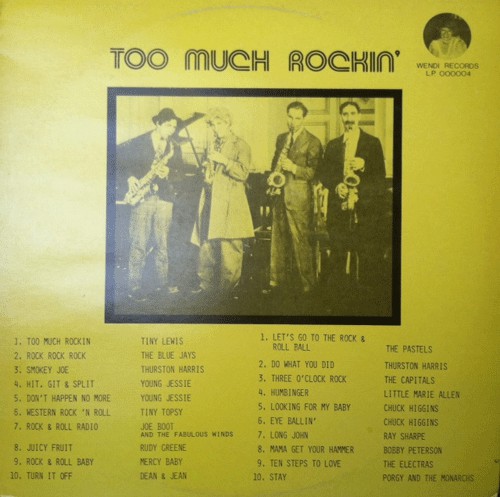 TOO MUCH ROCKIN'
WENDI RECORDS
LP 000004
1. TOO MUCH ROCKIN TINY LEWIS
2. ROCK ROCK ROCK THE BLUE JAYS
3. SMOKEY JOE THURSTON HARRIS
4. HIT. GIT & SPLIT YOUNG JESSIE
5. DON'T HAPPEN NO MORE YOUNG JESSIE
6. WESTERN ROCK 'N ROLL TINY TOPSY
7. ROCK & ROLL RADIO JOE BOOT
AND THE FABULOUS WINDS
8. JUICY FRUIT RUDY GREENE
9. ROCK & ROLL BABY MERCY BABY
10. TURN IT OFF DEAN & JEAN
1. LET'S GO TO THE ROCK &
ROLL BALL THE PASTELS
2. DO WHAT YOU DID THURSTON HARRIS
3. THREE O'CLOCK ROCK THE CAPITALS
4. HUMBINGER LITTLE MARIE ALLEN
5. LOOKING FOR MY BABY CHUCK HIGGINS
6. EYE BALLIN' CHUCK HIGGINS
7. LONG JOHN RAY SHARPE
8. MAMA GET YOUR HAMMER BOBBY PETERSON
9. TEN STEPS TO LOVE THE ELECTRAS
10. STAY PORGY AND THE MONARCHS